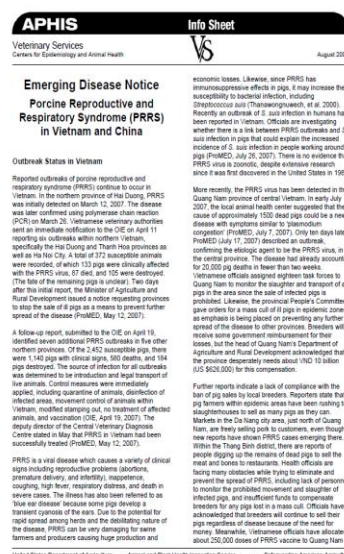 APHIS
Info Sheet
Veterinary Services
Centers for Epidemiology and Animal Health
VS
August 200
Emerging Disease Notice
Porcine Reproductive and
Respiratory Syndrome (PRRS)
in Vietnam and China
Outbreak Status in Vietnam
Reported outbreaks of porcine reproductive and
respiratory syndrome (PRRS) continue to occur in
Vietnam. In the northern province of Hai Duong, PRRS
was initially detected on March 12, 2007. The disease
was later confirmed using polymerase chain reaction
(PCR) on March 26. Vietnamese veterinary authorities
sent an immediate notification to the OIE on April 11
reporting six outbreaks within northern Vietnam,
specifically the Hai Duong and Thanh Hoa provinces as
well as Ha Noi City. A total of 372 susceptible animals
were recorded, of which 133 pigs were clinically affected
with the PRRS virus, 87 died, and 105 were destroyed.
(The fate of the remaining pigs is unclear). Two days
after this initial report, the Minister of Agriculture and
Rural Development issued a notice requesting provinces
to stop the sale of ill pigs as a means to prevent further
spread of the disease (ProMED, May 12, 2007).
A follow-up report, submitted to the OIE on April 19,
identified seven additional PRRS outbreaks in five other
northern provinces. Of the 2,452 susceptible pigs, there
were 1,140 pigs with clinical signs, 580 deaths, and 184
pigs destroyed. The source of infection for all outbreaks
was determined to be introduction and legal transport of
live animals. Control measures were immediately
applied, including quarantine of animals, disinfection of
infected areas, movement control of animals within
Vietnam, modified stamping out, no treatment of affected
animals, and vaccination (OIE, April 19, 2007). The
deputy director of the Central Veterinary Diagnosis
Centre stated in May that PRRS in Vietnam had been
successfully treated (ProMED, May 12, 2007).
PRRS is a viral disease which causes a variety of clinical
signs including reproductive problems (abortions,
premature delivery, and infertility), inappetence,
coughing, high fever, respiratory distress, and death in
severe cases. The illness has also been referred to as
'blue ear disease' because some pigs develop a
transient cyanosis of the ears. Due to the potential for
rapid spread among herds and the debilitating nature of
the disease, PRRS can be very damaging for swine
farmers and producers causing huge production and
economic losses. Likewise, since PRRS has
immunosuppressive effects in pigs, it may increase the
susceptibility to bacterial infection, including
Streptococcus suis (Thanawongnuwech, et al. 2000).
Recently an outbreak of S. suis infection in humans ha
been reported in Vietnam. Officials are investigating
whether there is a link between PRRS outbreaks and S
suis infection in pigs that could explain the increased
incidence of S. suis infection in people working around
pigs (ProMED, July 26, 2007). There is no evidence th
PRRS virus is zoonotic, despite extensive research
since it was first discovered in the United States in 198
More recently, the PRRS virus has been detected in th
Quang Nam province of central Vietnam. In early July
2007, the local animal health center suggested that the
cause of approximately 1500 dead pigs could be a new
disease with symptoms similar to 'plasmodium
congestion' (ProMED, July 7, 2007). Only ten days late
ProMED (July 17, 2007) described an outbreak,
confirming the etiologic agent to be the PRRS virus, in
the central province. The disease had already accounte
for 20,000 pig deaths in fewer than two weeks.
Vietnamese officials assigned eighteen task forces to
Quang Nam to monitor the slaughter and transport of a
pigs in the area since the sale of infected pigs is
prohibited. Likewise, the provincial People's Committee
gave orders for a mass cull of ill pigs in epidemic zone
as emphasis is being placed on preventing any further
spread of the disease to other provinces. Breeders will
receive some government reimbursement for their
losses, but the head of Quang Nam's Department of
Agriculture and Rural Development acknowledged that
the province desperately needs about VND 10 billion
(US $626,000) for this compensation.
Further reports indicate a lack of compliance with the
ban of pig sales by local breeders. Reporters state that
pig farmers within epidemic areas have been rushing t
slaughterhouses to sell as many pigs as they can.
Markets in the Da Nang city area, just north of Quang
Nam, are freely selling pork to customers, even though
new reports have shown PRRS cases emerging there.
Within the Thang Binh district, there are reports of
people digging up the remains of dead pigs to sell the
meat and bones to restaurants. Health officials are
facing many obstacles while trying to eliminate and
prevent the spread of PRRS, including lack of personn
to monitor the prohibited movement and slaughter of
infected pigs, and insufficient funds to compensate
breeders for any pigs lost in a mass cull. Officials have
acknowledged that breeders will continue to sell their
pigs regardless of disease because of the need for
money. Meanwhile, Vietnamese officials have allocate
about 250,000 doses of PRRS vaccine to Quang Nam